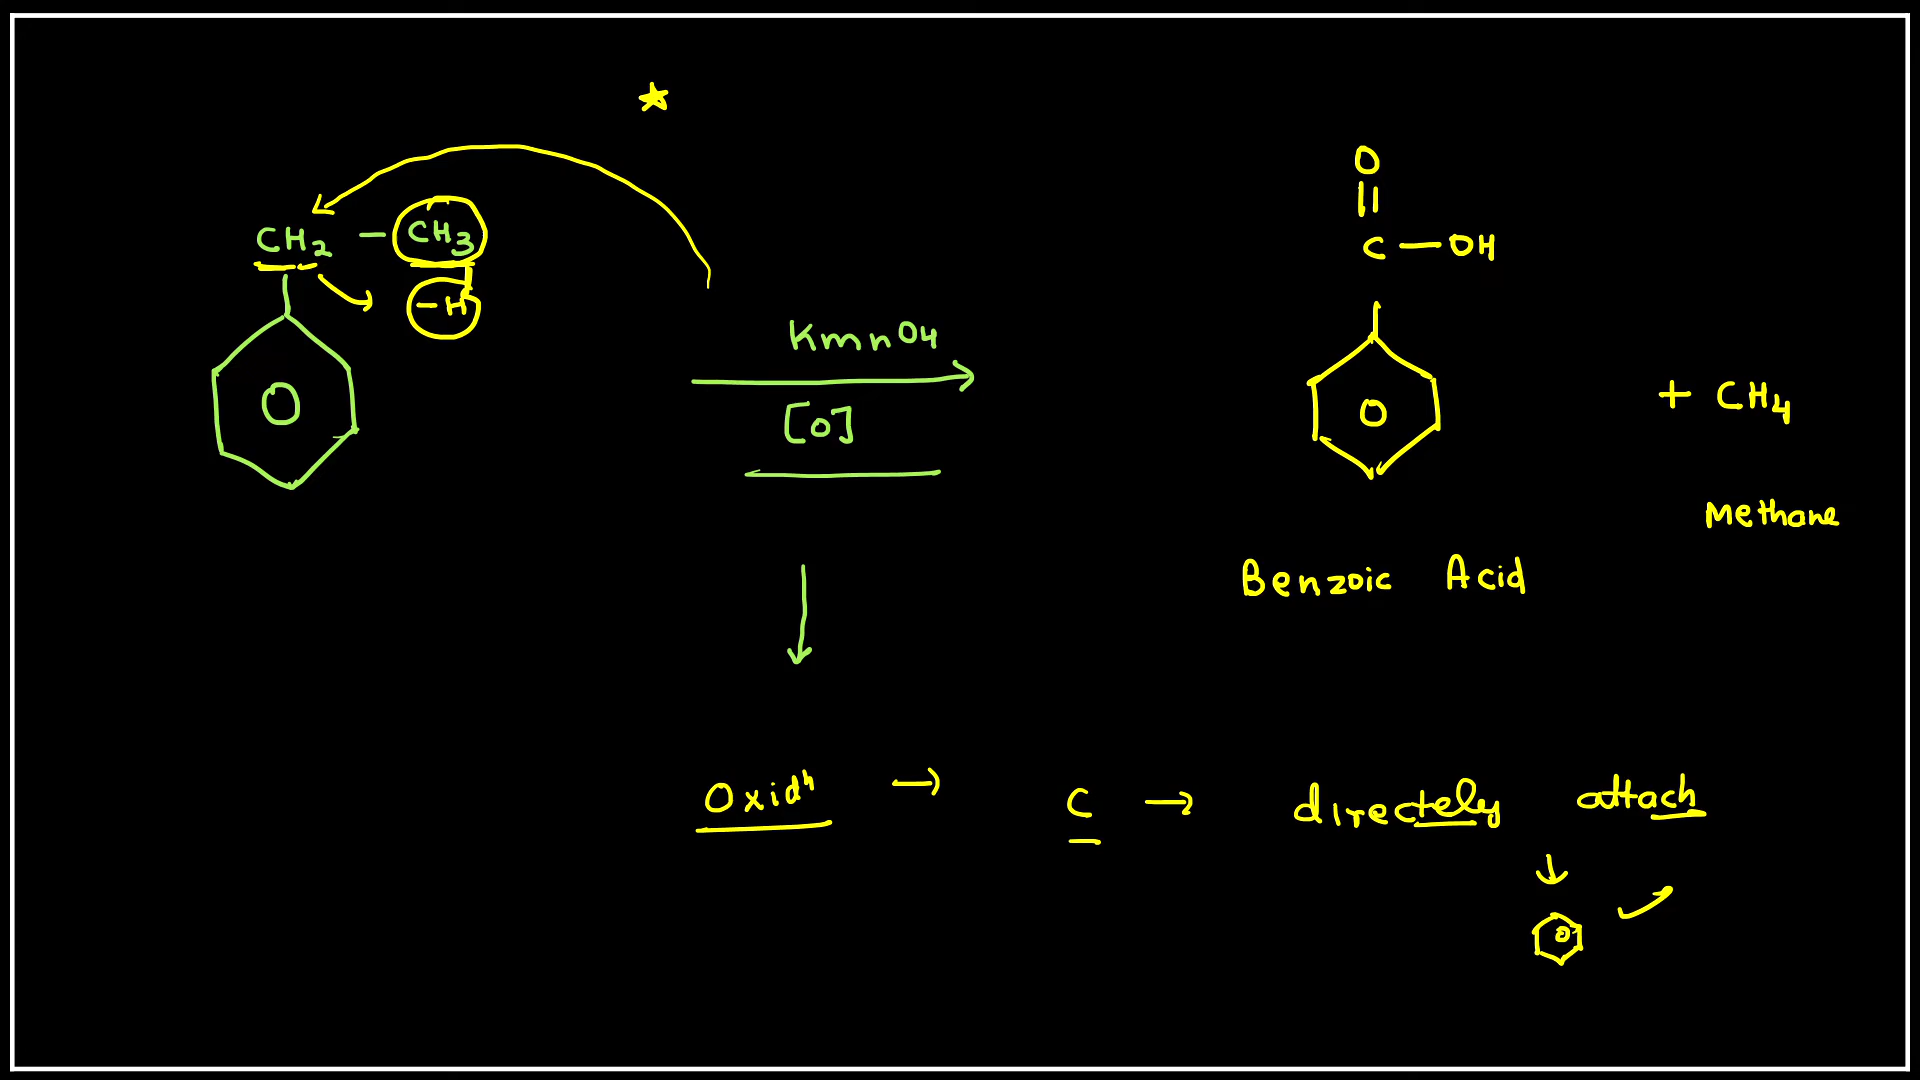 O
CH2 - CH3
C - OH
- H
KmnO4
O
[O]
O
+ CH4
Methane
Benzoic Acid
Oxidn → C → directely attach